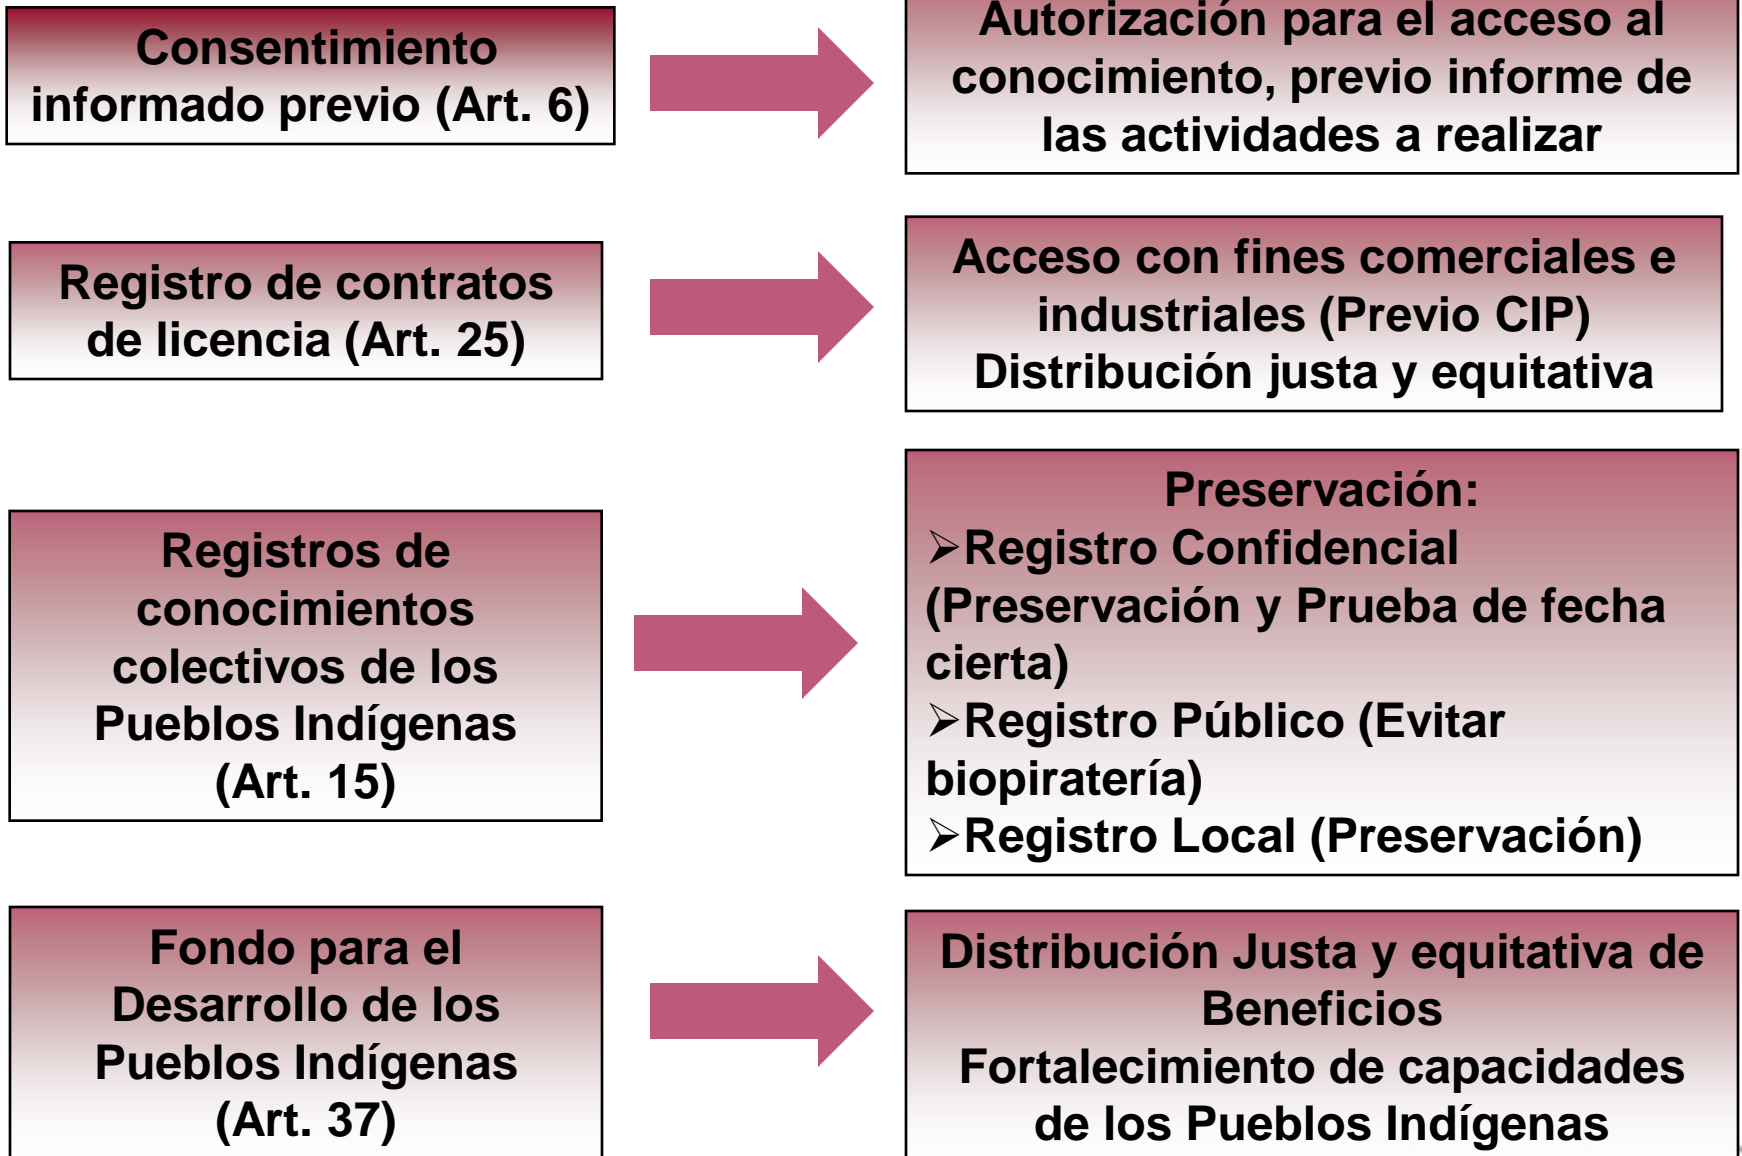 Consentimiento
informado previo (Art. 6)
Autorización para el acceso al
conocimiento, previo informe de
las actividades a realizar
Registro de contratos
de licencia (Art. 25)
Acceso con fines comerciales e
industriales (Previo CIP)
Distribución justa y equitativa
Registros de
conocimientos
colectivos de los
Pueblos Indígenas
(Art. 15)
Preservación:
➢Registro Confidencial
(Preservación y Prueba de fecha
cierta)
➢Registro Público (Evitar
biopiratería)
➢Registro Local (Preservación)
Fondo para el
Desarrollo de los
Pueblos Indígenas
(Art. 37)
Distribución Justa y equitativa de
Beneficios
Fortalecimiento de capacidades
de los Pueblos Indígenas